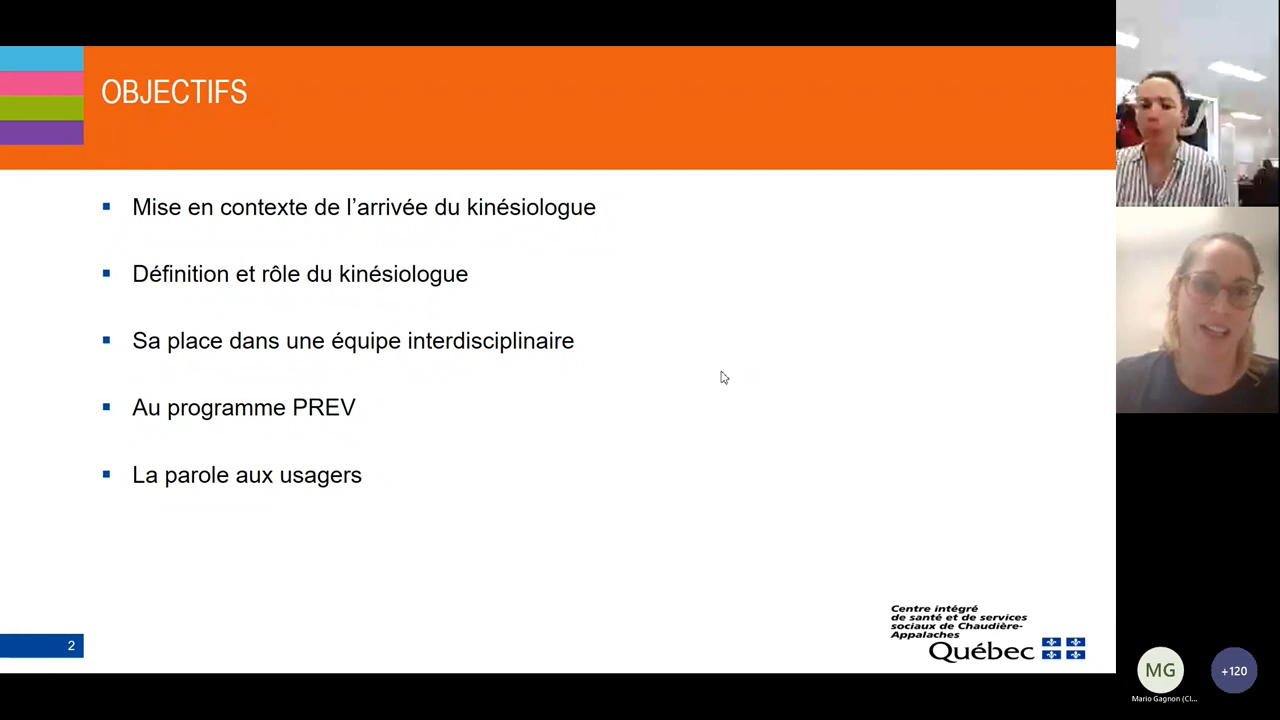 OBJECTIFS
Mise en contexte de l’arrivée du kinésiologue
Définition et rôle du kinésiologue
Sa place dans une équipe interdisciplinaire
Au programme PREV
La parole aux usagers
2
Centre intégré
de santé et de services
sociaux de Chaudière-
Appalaches
Québec
MG
+120
Mario Gagnon (CI...